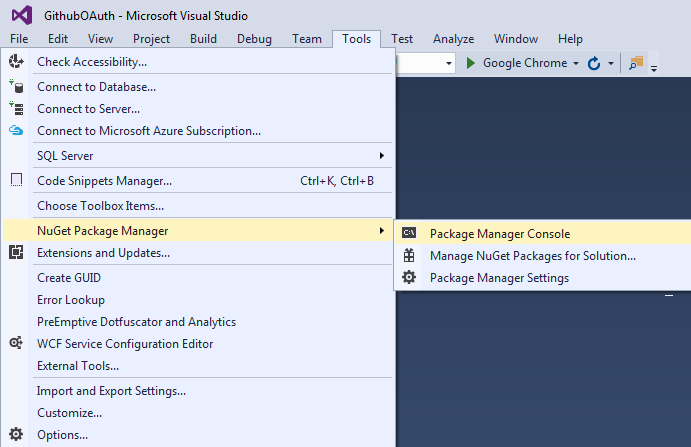 GithubOAuth - Microsoft Visual Studio
File Edit View Project Build Debug Team Tools Test Analyze Window Help
Check Accessibility...
Google Chrome
Connect to Database...
Connect to Server...
Connect to Microsoft Azure Subscription...
SQL Server
Code Snippets Manager... Ctrl+K, Ctrl+B
Choose Toolbox Items...
NuGet Package Manager
Package Manager Console
Extensions and Updates...
Manage NuGet Packages for Solution...
Create GUID
Package Manager Settings
Error Lookup
PreEmptive Dotfuscator and Analytics
WCF Service Configuration Editor
External Tools...
Import and Export Settings...
Customize...
Options...